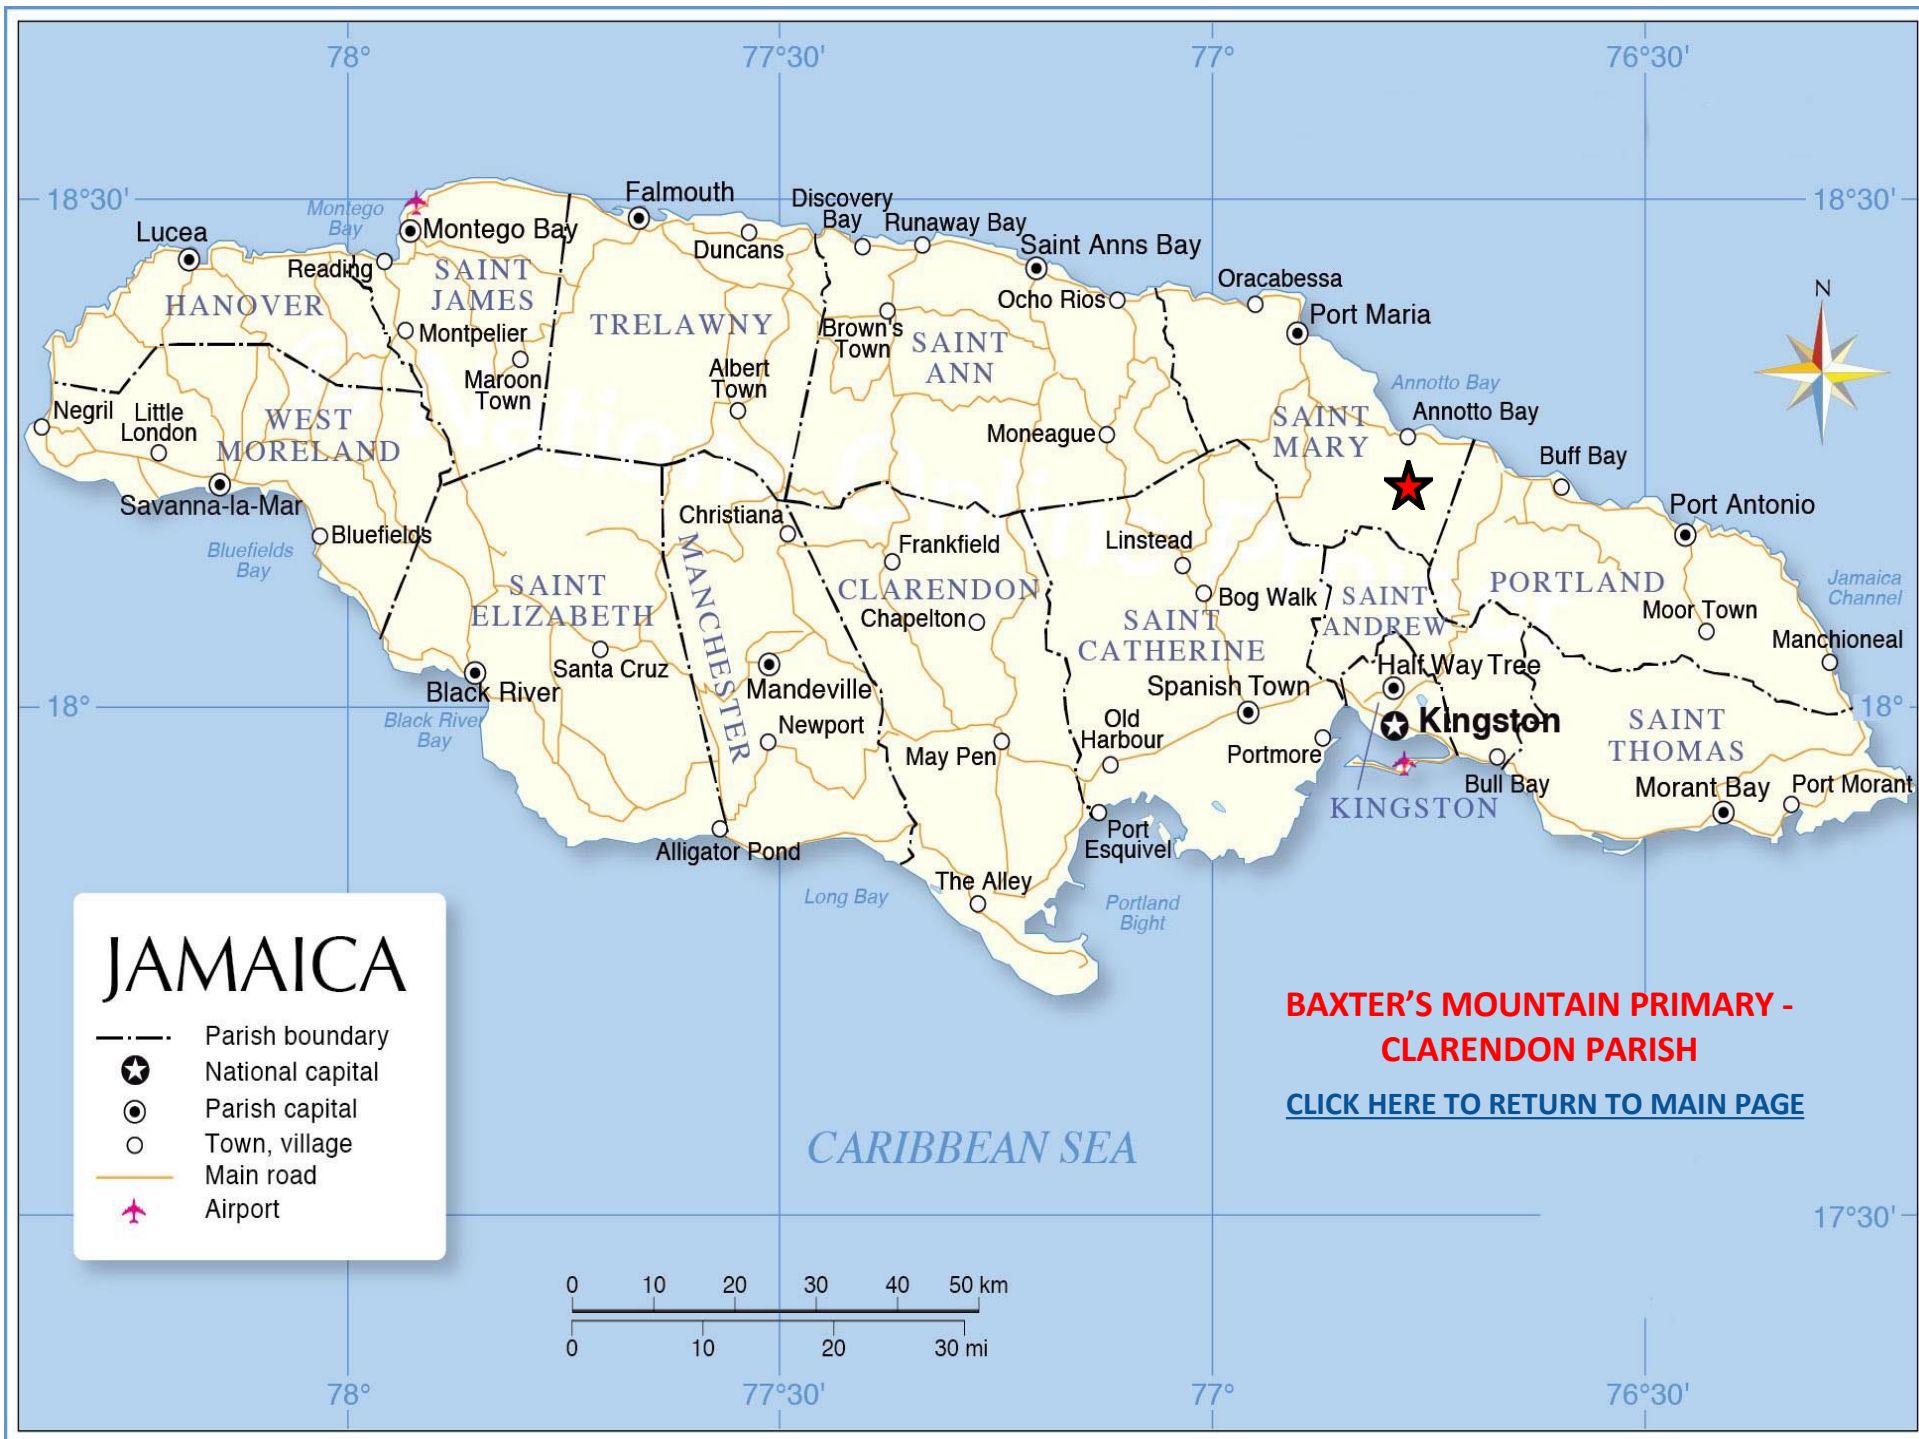 78°
77°30'
77°
76°30'
18°30'
18°30'
Falmouth
Discovery
Bay
Runaway Bay
Montego
Bay
Lucea
Montego Bay
Duncans
Saint Anns Bay
Reading
SAINT
JAMES
Oracabessa
Ocho Rios
HANOVER
Port Maria
N
TRELAWNY
Montpelier
Brown's
Town
SAINT
ANN
Maroon
Town
Albert
Town
Annotto Bay
Annotto Bay
Negril
Little
London
WEST
MORELAND
SAINT
MARY
Moneague
Buff Bay
Savanna-la-Mar
Christiana
Port Antonio
Bluefields
Bluefields
Bay
Frankfield
Linstead
MANCHESTER
SAINT
ELIZABETH
CLARENDON
Chapelton
Bog Walk
SAINT
ANDREW
PORTLAND
Jamaica
Channel
Moor Town
SAINT
CATHERINE
Manchioneal
Santa Cruz
Half Way Tree
Black River
Mandeville
Spanish Town
18°
18°
Black River
Bay
Newport
Old
Harbour
Kingston
SAINT
THOMAS
May Pen
Portmore
Bull Bay
Morant Bay
Port Morant
KINGSTON
Alligator Pond
Port
Esquivel
The Alley
Long Bay
Portland
Bight
JAMAICA
Parish boundary
National capital
Parish capital
Town, village
Main road
Airport
BAXTER’S MOUNTAIN PRIMARY -
CLARENDON PARISH
CLICK HERE TO RETURN TO MAIN PAGE
CARIBBEAN SEA
17°30'
0 10 20 30 40 50 km
0 10 20 30 mi
78°
77°30'
77°
76°30'